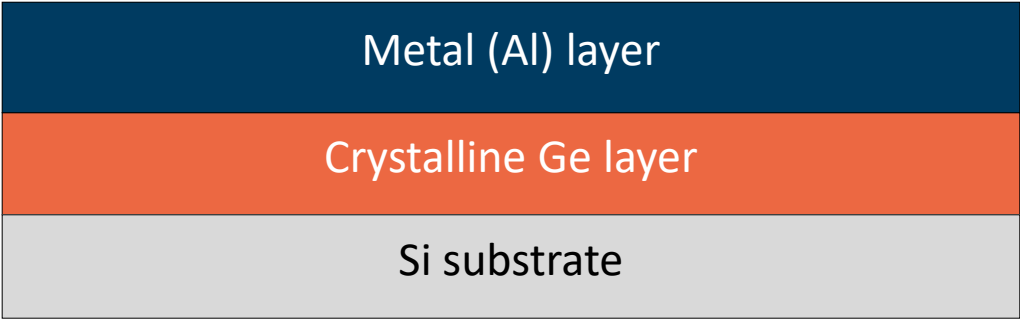 Metal (Al) layer
Crystalline Ge layer
Si substrate